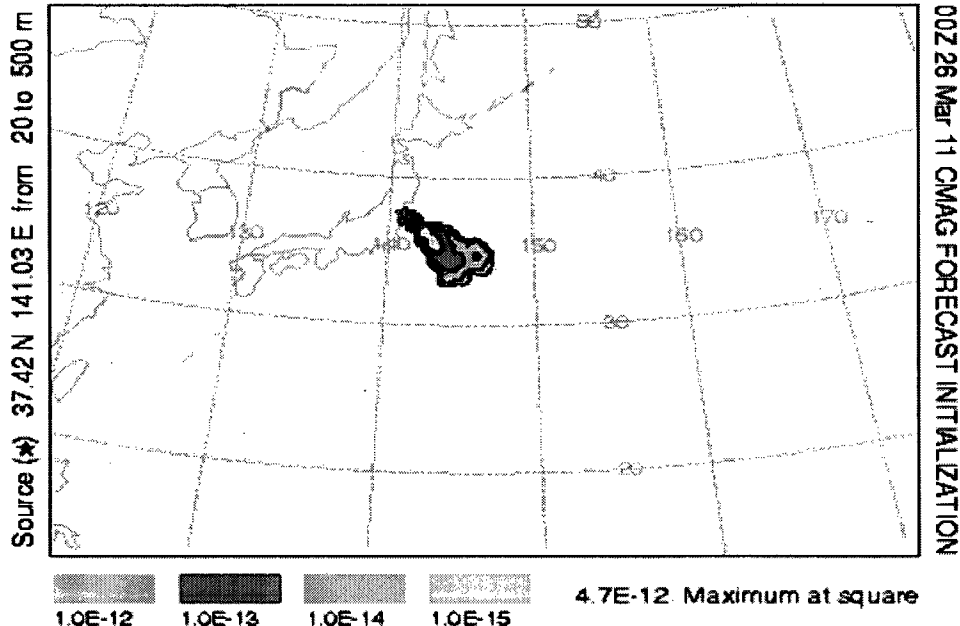 Source (★) 37.42 N 141.03 E from 20 to 500 m
00Z 26 Mar 11 CMAG FORECAST INITIALIZATION
50
40
130
140
150
160
170
30
20
1.0E-12 1.0E-13 1.0E-14 1.0E-15
4.7E-12 Maximum at square